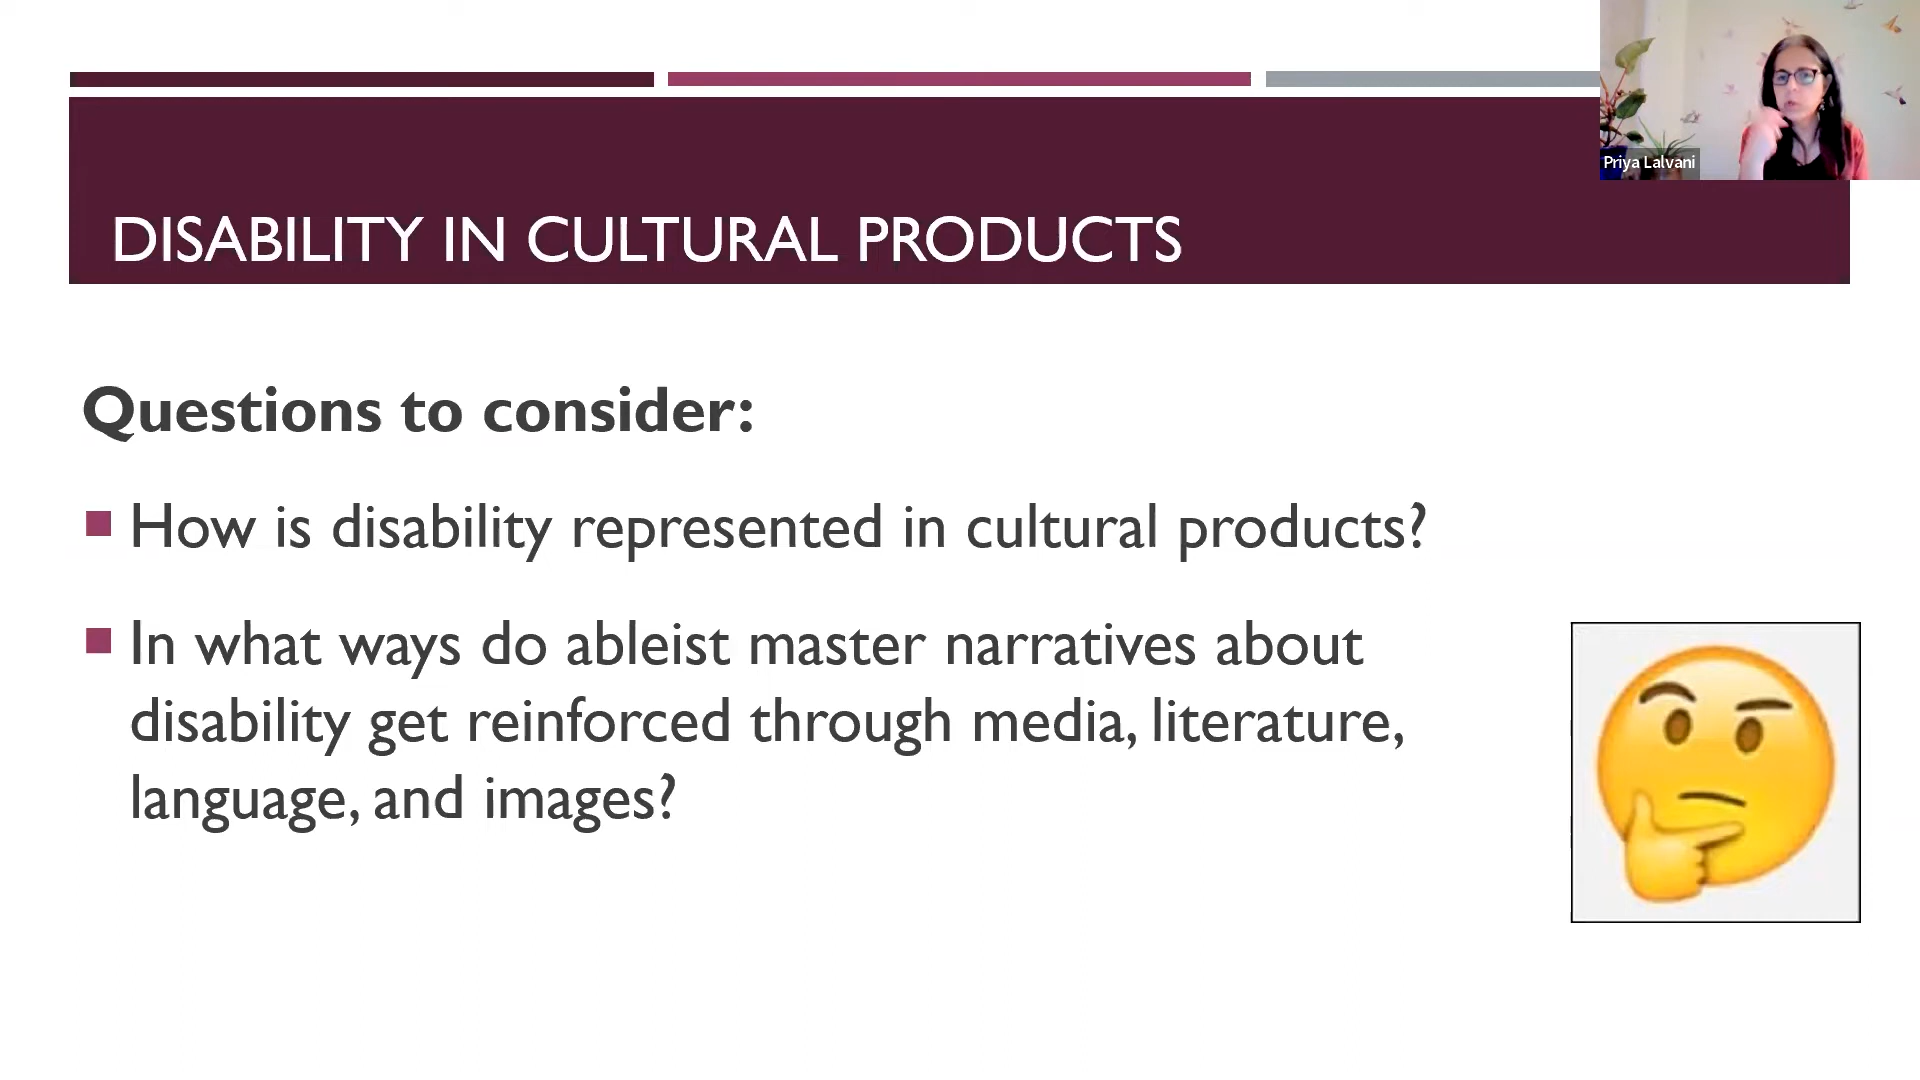 Priya Lalvani
DISABILITY IN CULTURAL PRODUCTS
Questions to consider:
How is disability represented in cultural products?
In what ways do ableist master narratives about
disability get reinforced through media, literature,
language, and images?